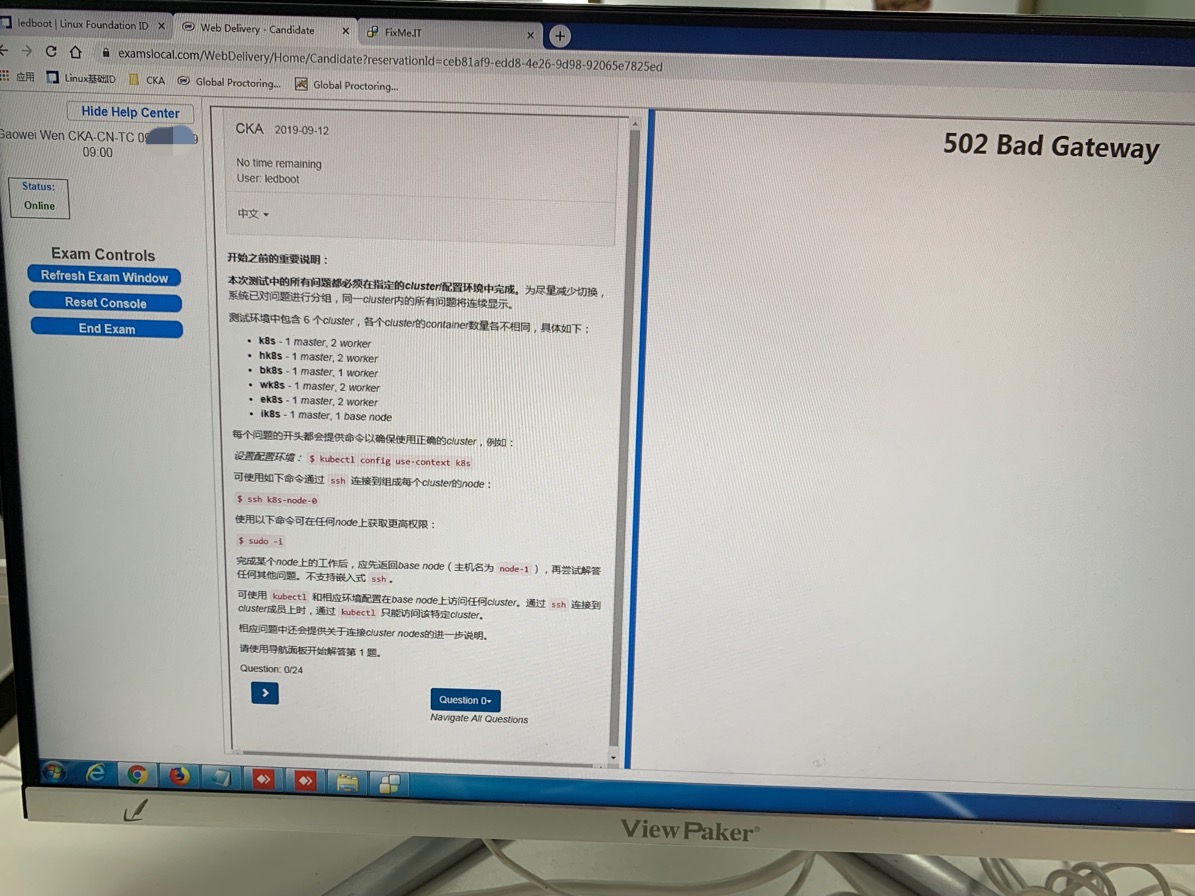 ledboot | Linux Foundation ID
Web Delivery - Candidate
FixMe.IT
examslocal.com/WebDelivery/Home/Candidate?reservationId=ceb81af9-edd8-4e26-9d98-92065e7825ed
应用
Linux基础ID
CKA
Global Proctoring...
Global Proctoring...
Hide Help Center
Gaowei Wen CKA-CN-TC
09:00
Status:
Online
Exam Controls
Refresh Exam Window
Reset Console
End Exam
CKA 2019-09-12
No time remaining
User: ledboot
中文
开始之前的重要说明：
本次测试中的所有问题都必须在指定的cluster/配置环境中完成。为尽量减少切换，
系统已对问题进行分组，同一cluster内的所有问题将连续显示。
测试环境中包含 6 个cluster，各个cluster的container数量各不相同，具体如下：
• k8s - 1 master, 2 worker
• hk8s - 1 master, 2 worker
• bk8s - 1 master, 1 worker
• wk8s - 1 master, 2 worker
• ek8s - 1 master, 2 worker
• ik8s - 1 master, 1 base node
每个问题的开头都会提供命令以确保使用正确的cluster，例如：
设置配置环境： $ kubectl config use-context k8s
可使用如下命令通过 ssh 连接到组成每个cluster的node：
$ ssh k8s-node-0
使用以下命令可在任何node上获取更高权限：
$ sudo -i
完成某个node上的工作后，应先返回base node（主机名为 node-1 ），再尝试解答
任何其他问题。不支持嵌入式 ssh 。
可使用 kubectl 和相应环境配置在base node上访问任何cluster。通过 ssh 连接到
cluster成员上时，通过 kubectl 只能访问该特定cluster。
相应问题中还会提供关于连接cluster nodes的进一步说明。
请使用导航面板开始解答第 1 题。
Question: 0/24
Question 0
Navigate All Questions
502 Bad Gateway
ViewPaker